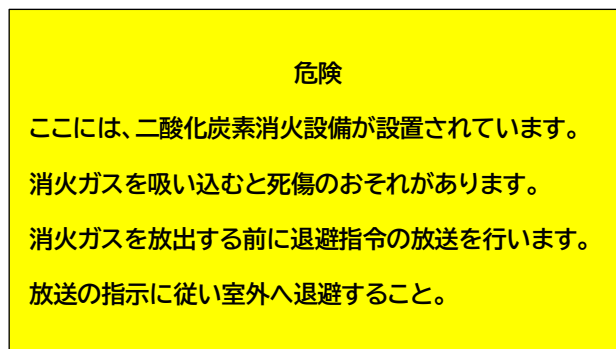 危険
ここには、二酸化炭素消火設備が設置されています。
消火ガスを吸い込むと死傷のおそれがあります。
消火ガスを放出する前に退避指令の放送を行います。
放送の指示に従い室外へ退避すること。